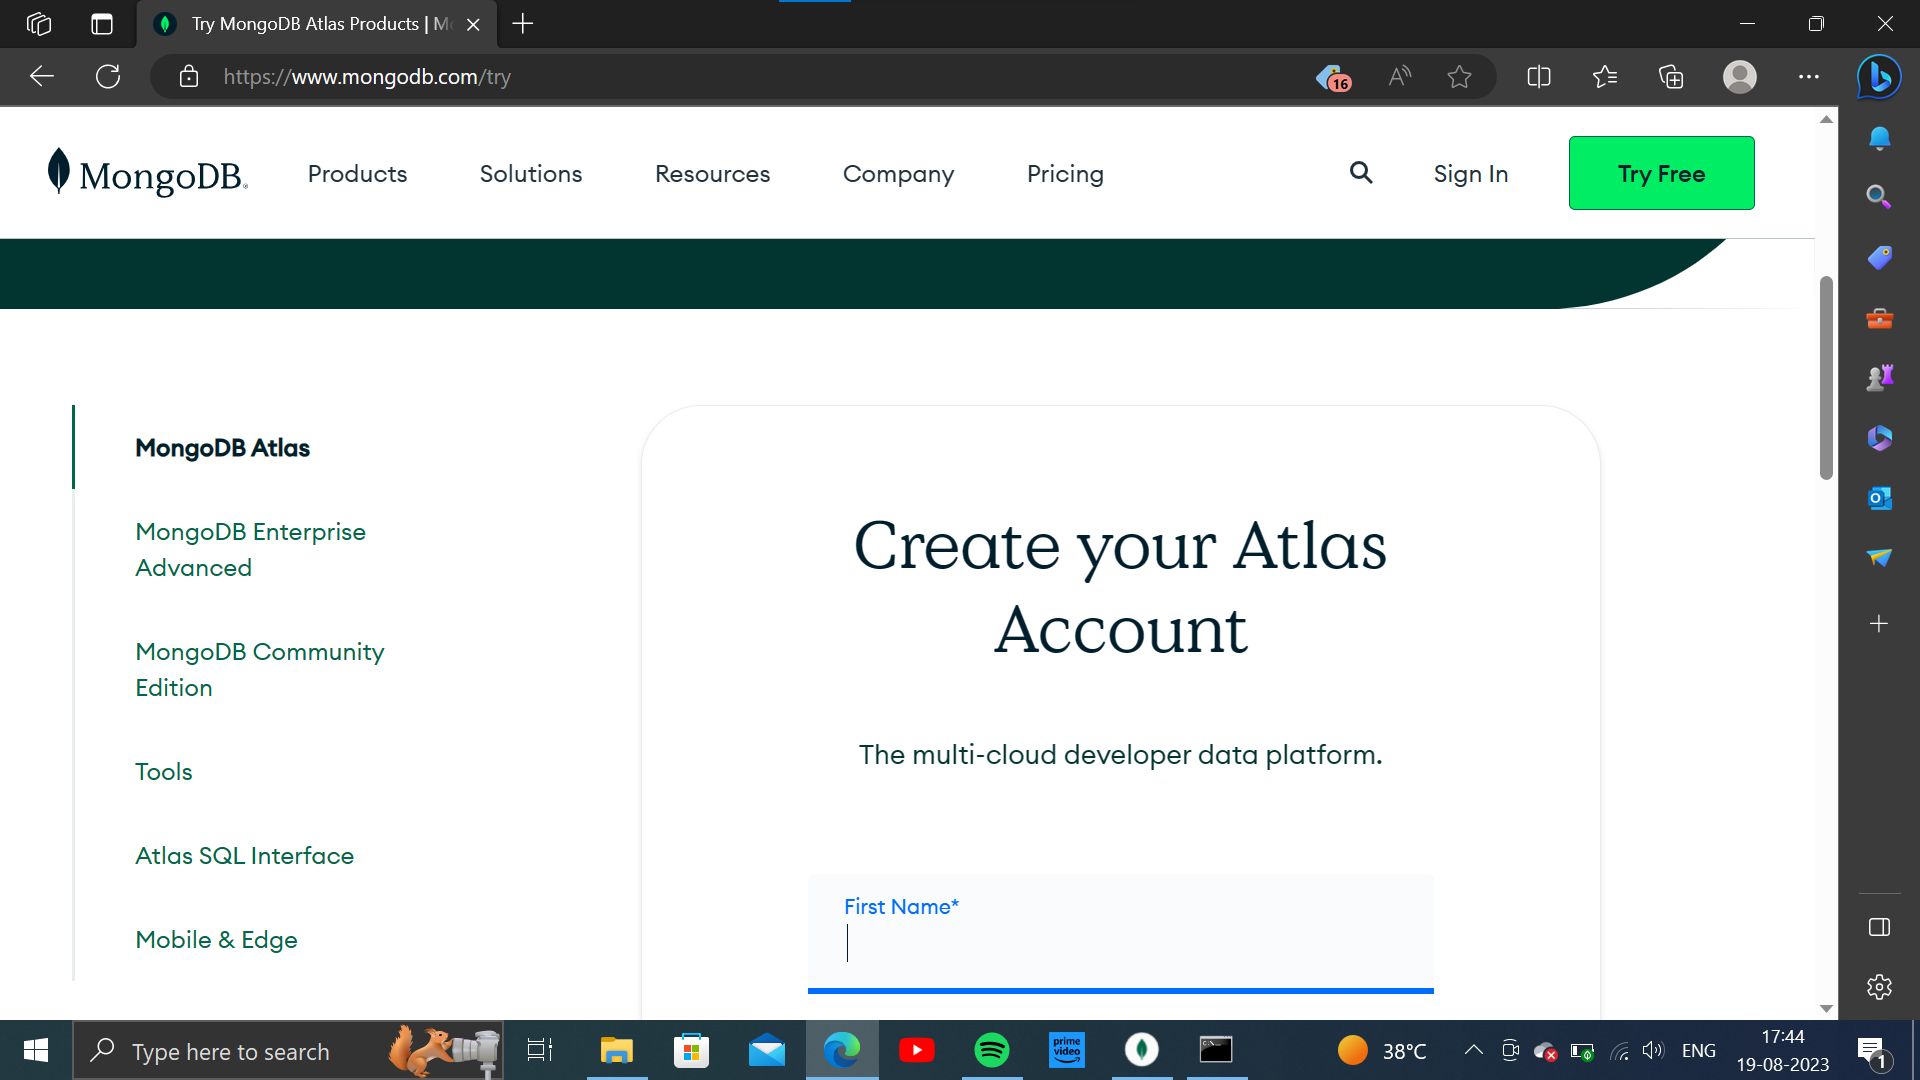 Try MongoDB Atlas Products | M
https://www.mongodb.com/try
16
MongoDB
Products
Solutions
Resources
Company
Pricing
Sign In
Try Free
MongoDB Atlas
MongoDB Enterprise
Advanced
MongoDB Community
Edition
Tools
Atlas SQL Interface
Mobile & Edge
Create your Atlas
Account
The multi-cloud developer data platform.
First Name*
Type here to search
prime
video
38°C
ENG
17:44
19-08-2023
1